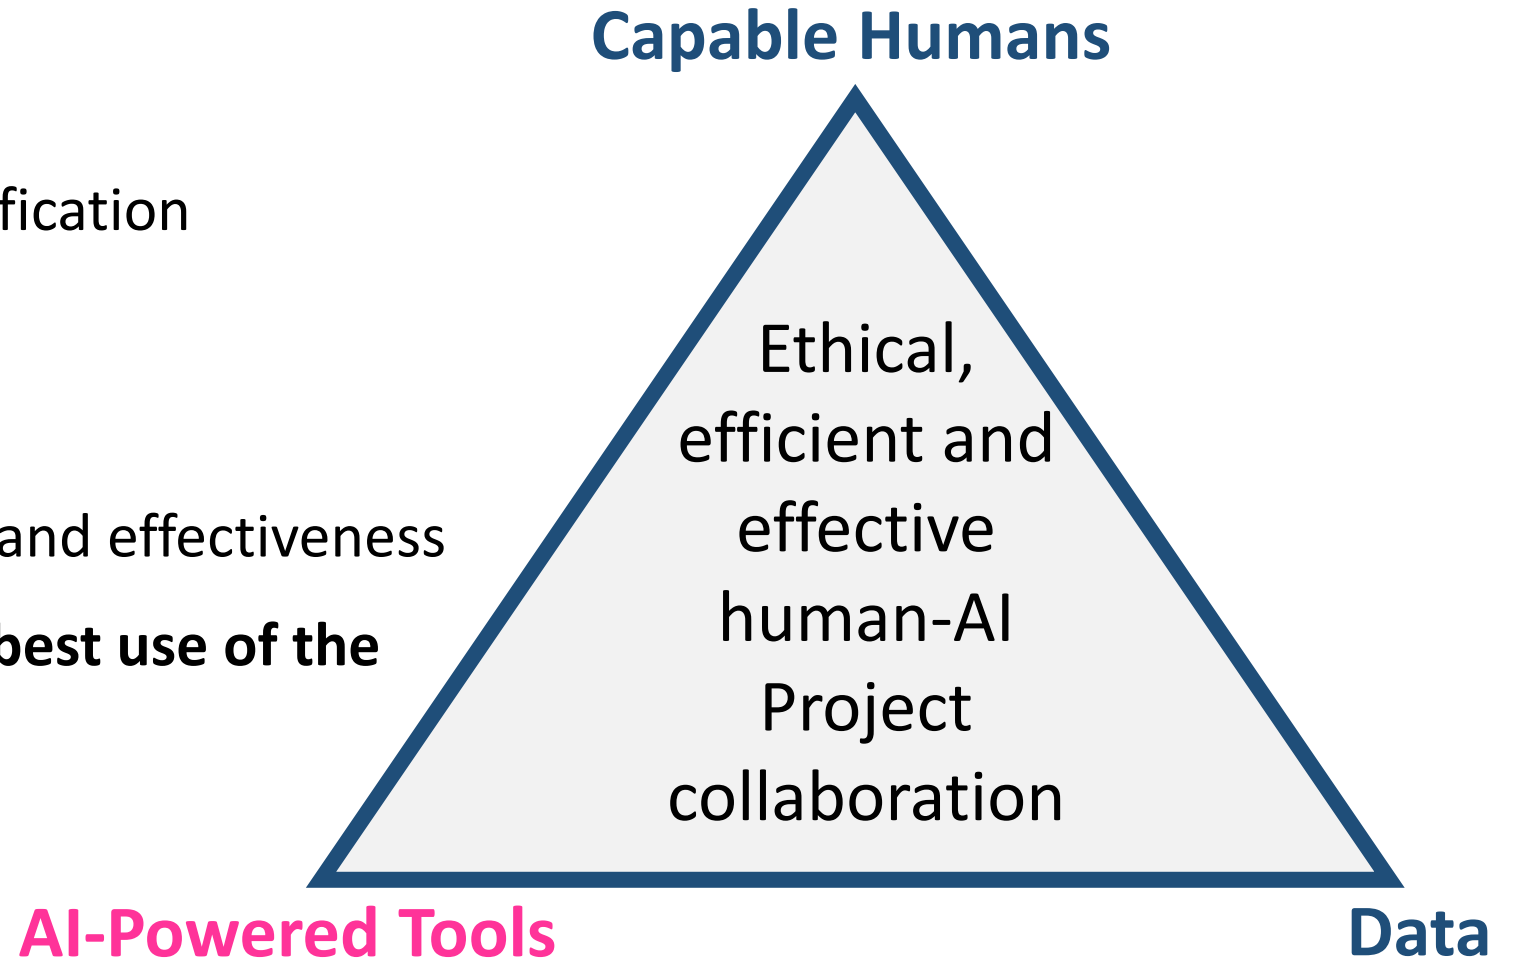 Capable Humans
fication
Ethical,
efficient and
effective
human-AI
Project
collaboration
and effectiveness
best use of the
AI-Powered Tools
Data